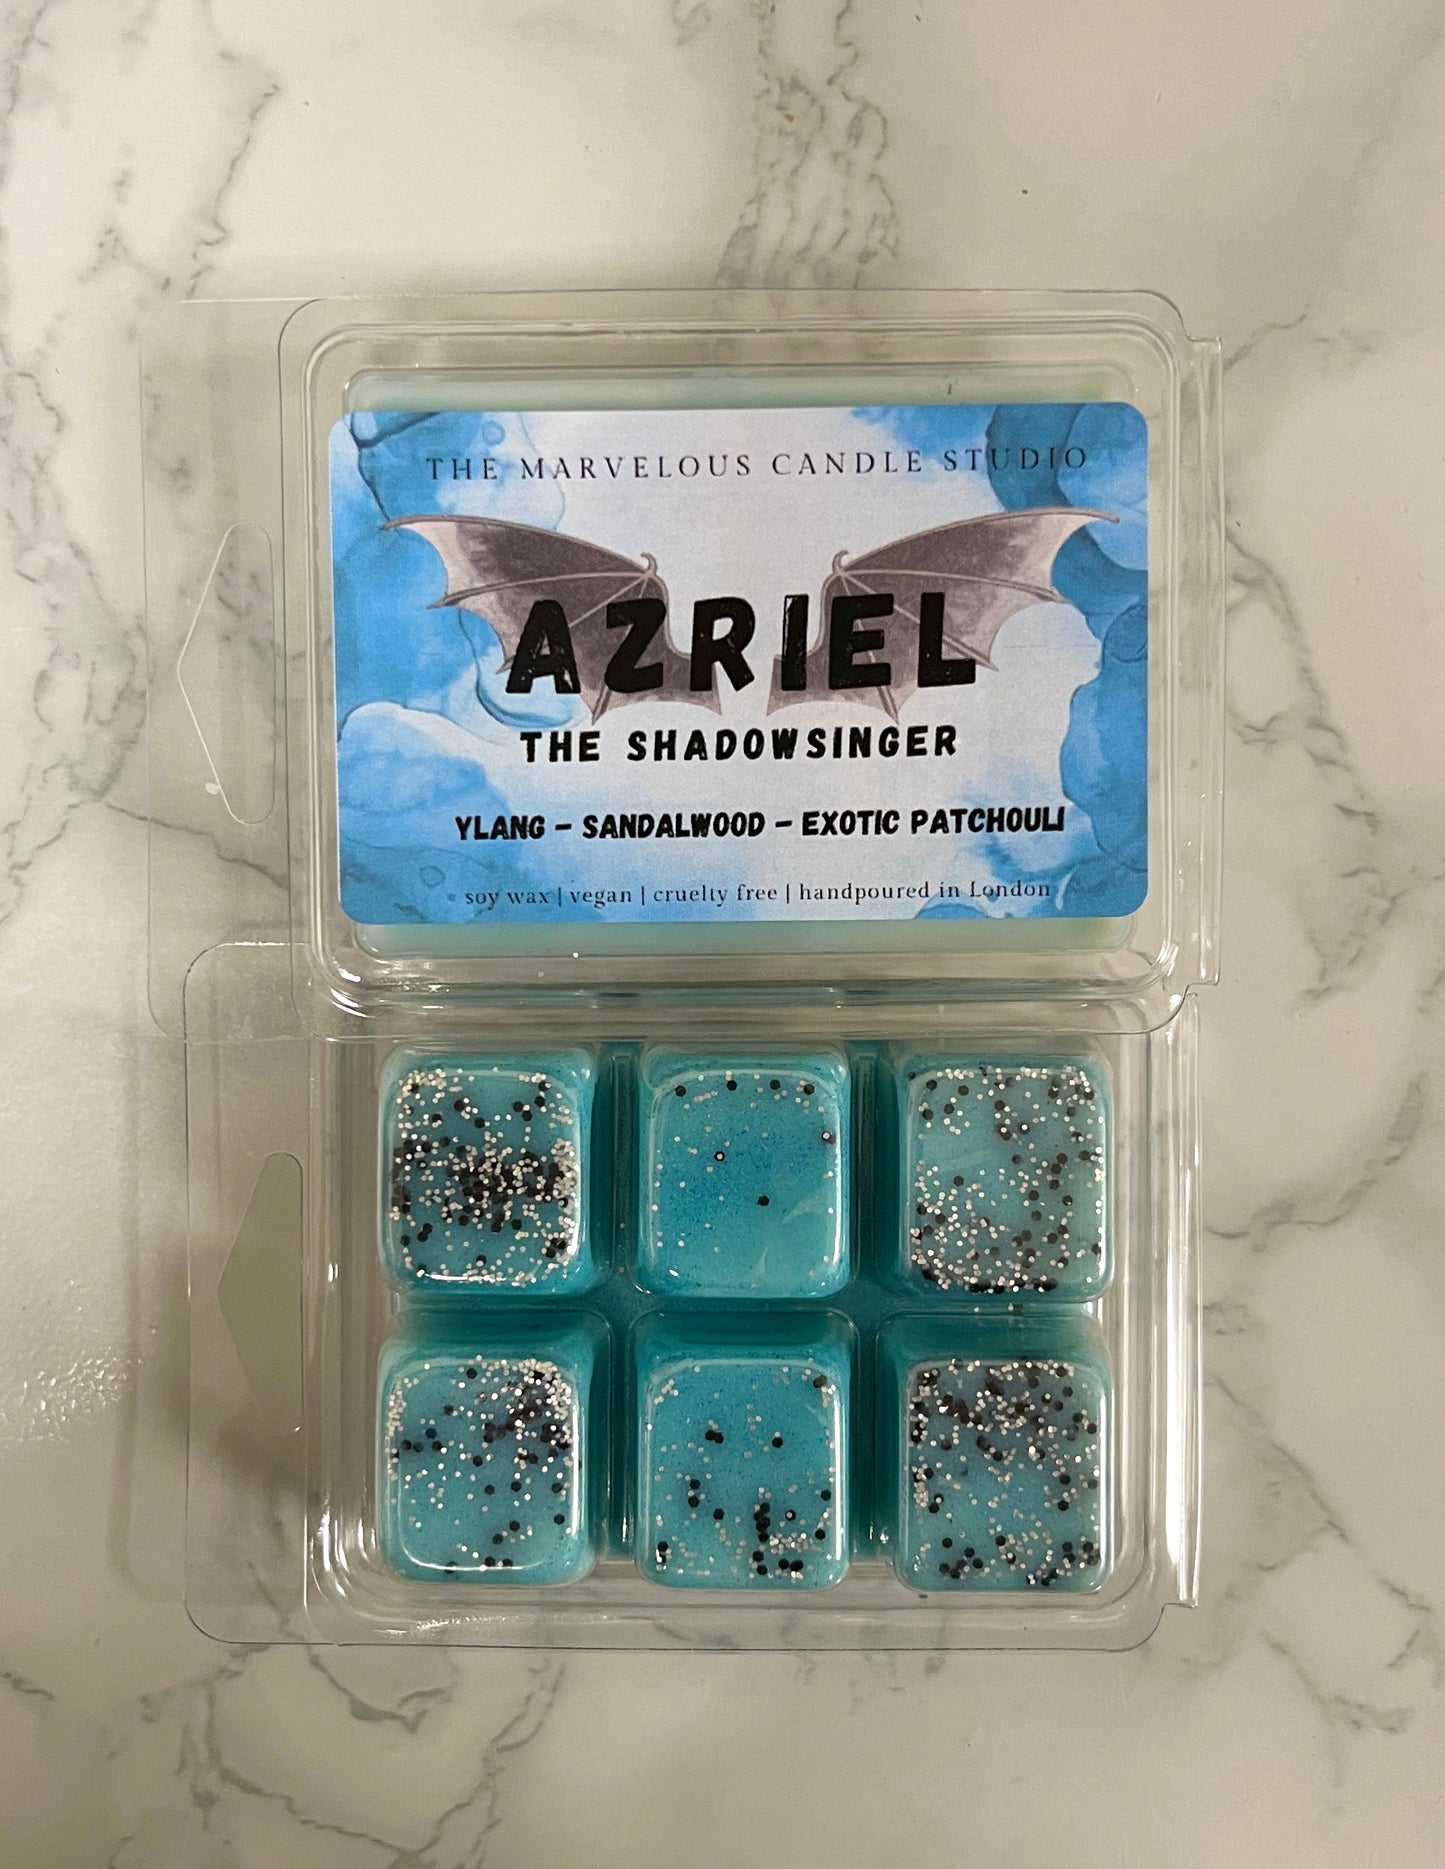 THE MARVELOUS CANDLE STUDIO
AZRIEL
THE SHADOWSINGER
YLANG - SANDALWOOD - EXOTIC PATCHOULI
soy wax | vegan | cruelty free | handpoured in London